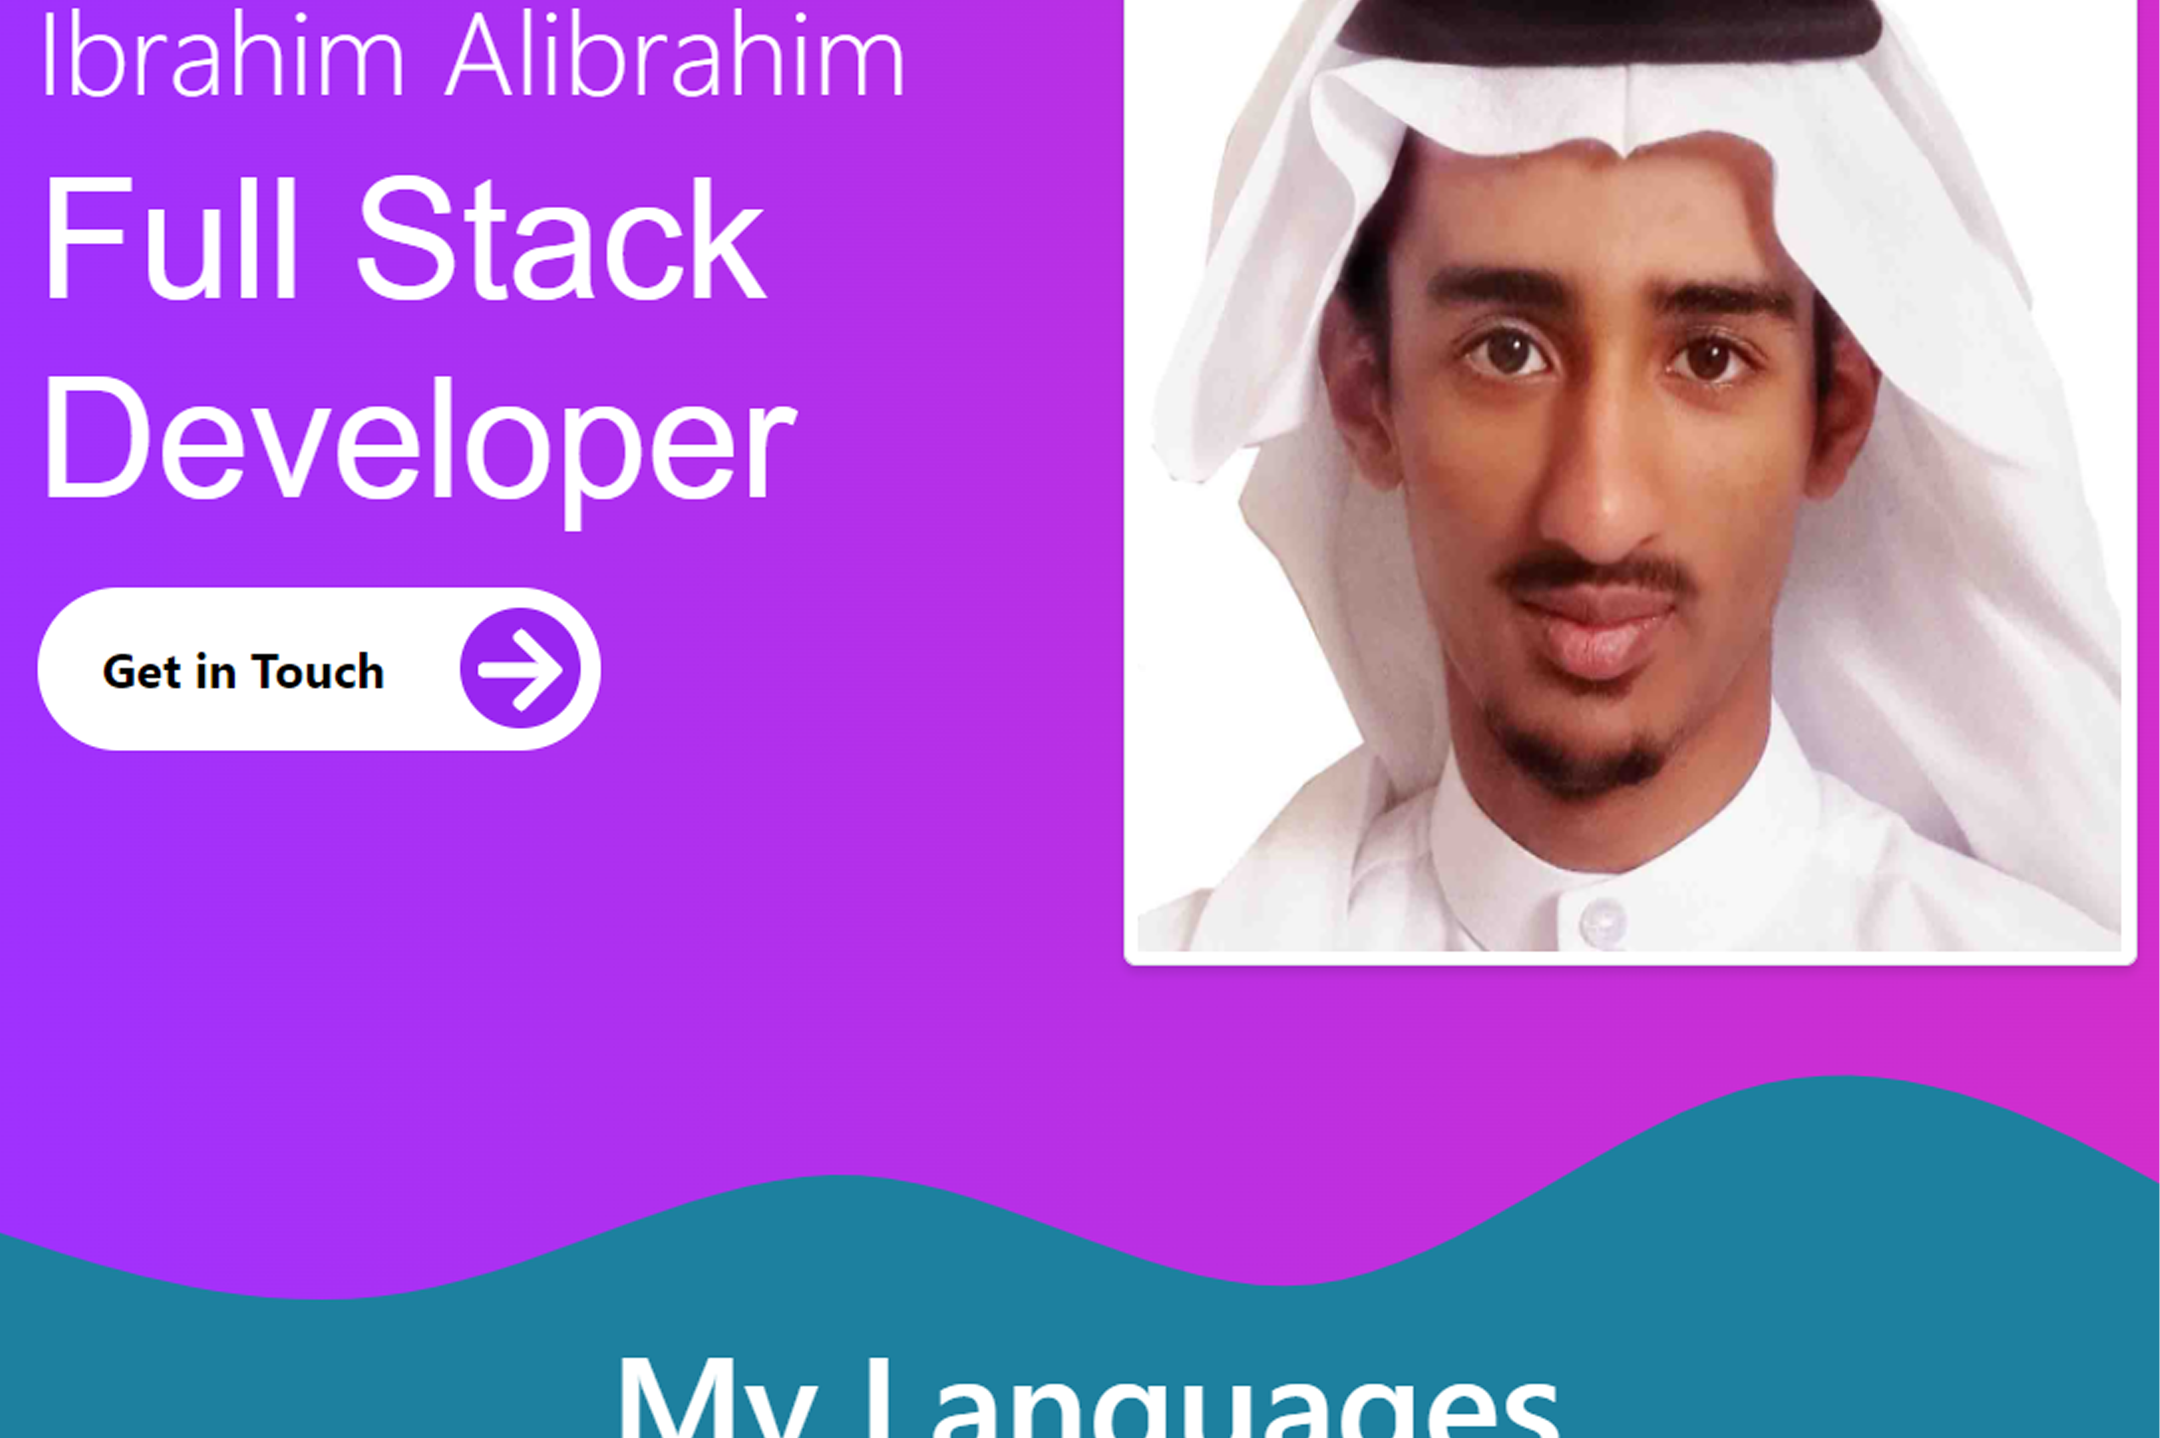 Ibrahim Alibrahim
Full Stack
Developer
Get in Touch
My Languages